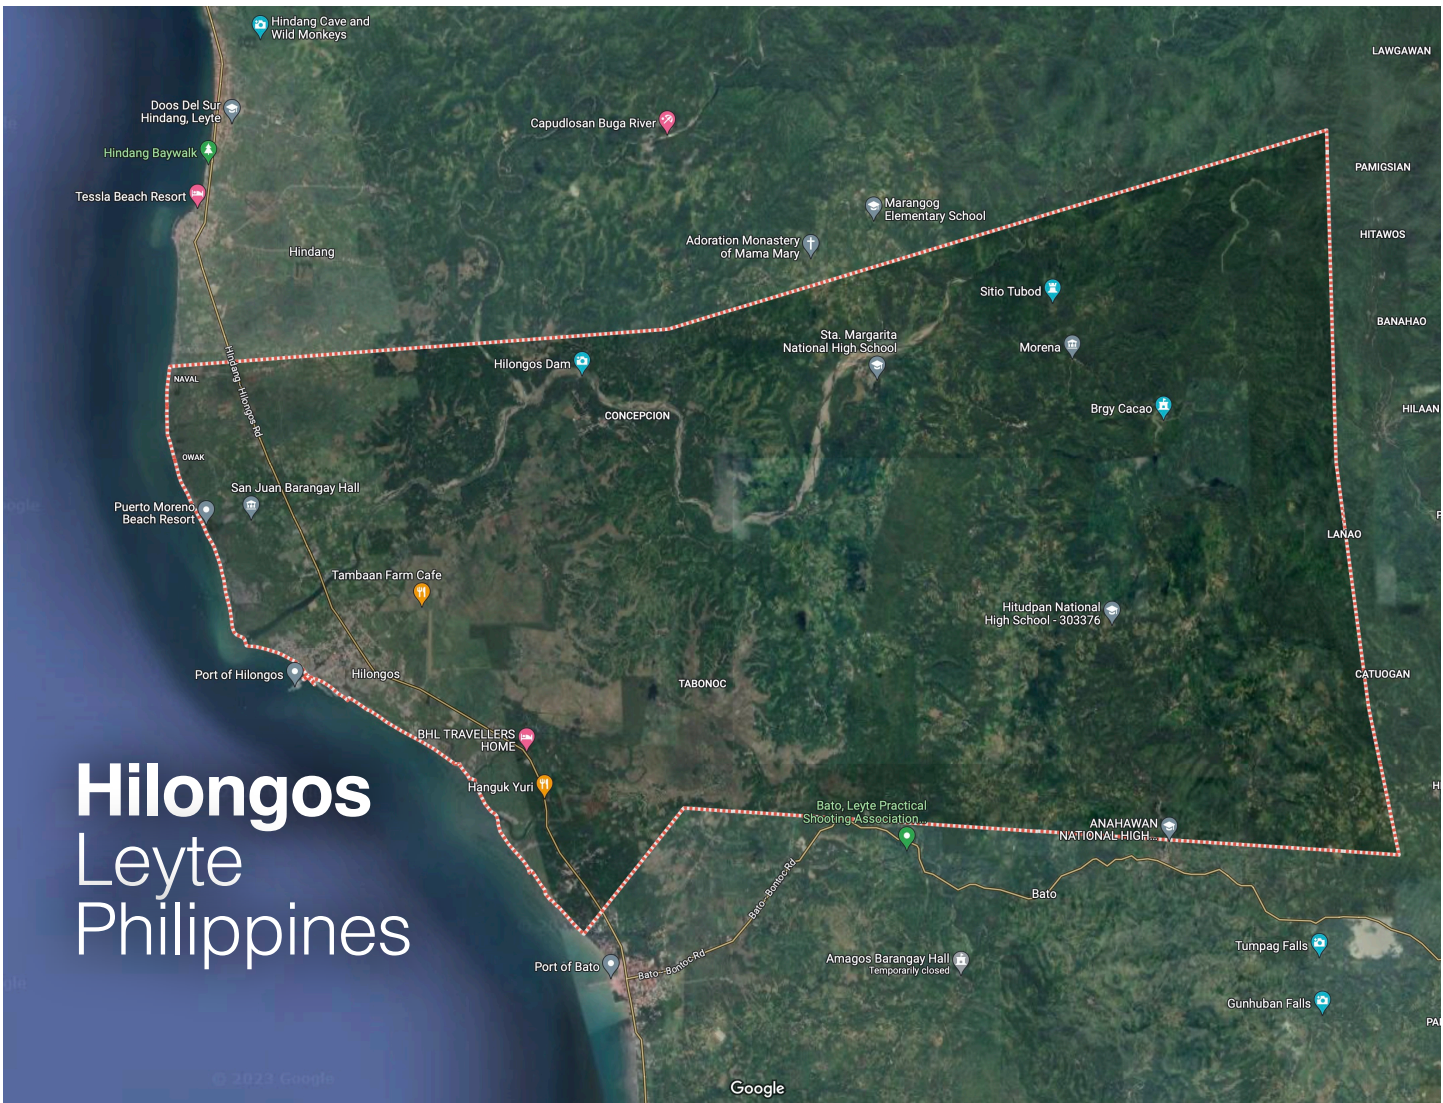 Hindang Cave and
Wild Monkeys
LAWGAWAN
Doos Del Sur
Hindang, Leyte
Capudlosan Buga River
Hindang Baywalk
PAMIGSIAN
Tessla Beach Resort
Marangog
Elementary School
HITAWOS
Adoration Monastery
of Mama Mary
Hindang
Sitio Tubod
BANAHAO
Sta. Margarita
National High School
Morena
Hindang--Hilongos Rd
Hilongos Dam
NAVAL
Brgy Cacao
HILAAN
CONCEPCION
OWAK
San Juan Barangay Hall
Puerto Moreno
Beach Resort
LANAO
Tambaan Farm Cafe
Hitudpan National
High School - 303376
Port of Hilongos
Hilongos
CATUOGAN
TABONOC
BHL TRAVELLERS
HOME
Hanguk Yuri
Hilongos
Leyte
Philippines
Bato, Leyte Practical
Shooting Association...
ANAHAWAN
NATIONAL HIGH...
Bato--Bontoc Rd
Bato
Tumpag Falls
Port of Bato
Bato--Bontoc Rd
Amagos Barangay Hall
Temporarily closed
Gunhuban Falls
© 2023 Google
Google